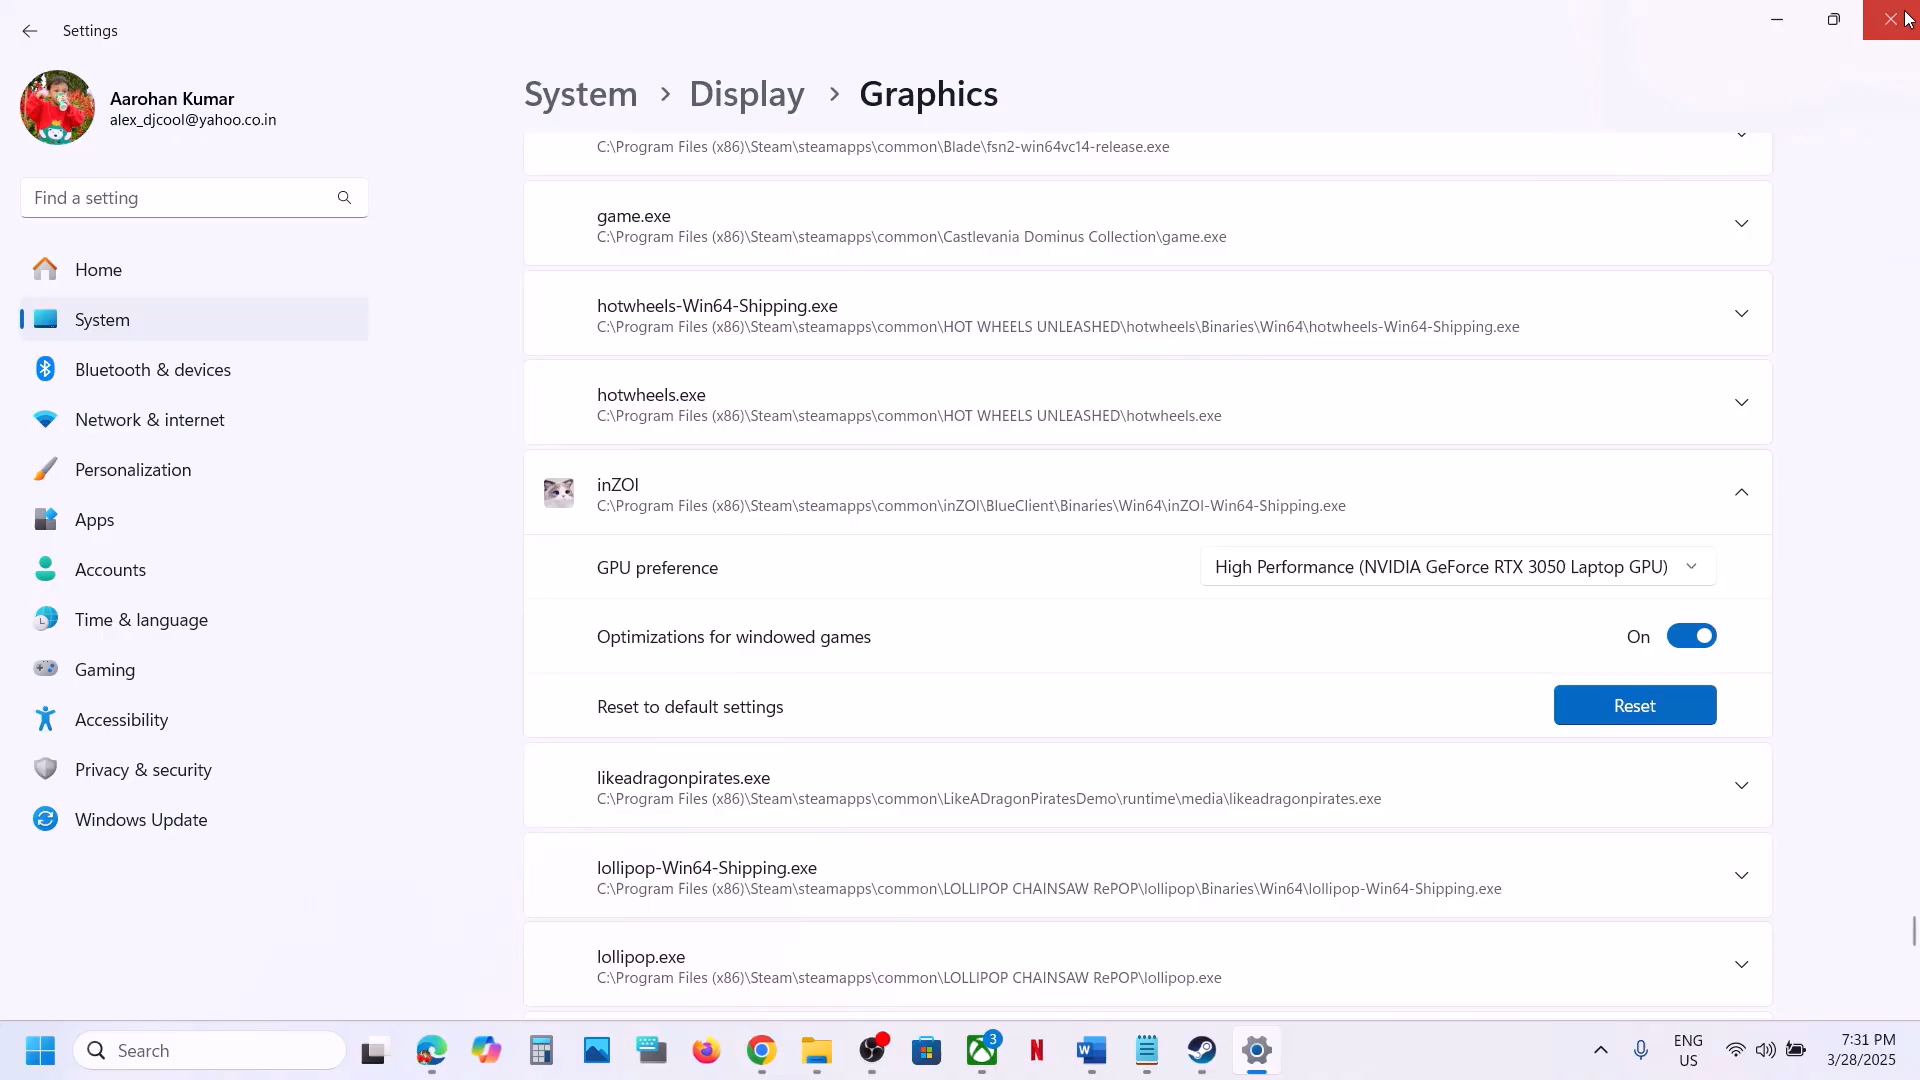 Settings
Aarohan Kumar
alex_djcool@yahoo.co.in
Find a setting
Home
System
Bluetooth & devices
Network & internet
Personalization
Apps
Accounts
Time & language
Gaming
Accessibility
Privacy & security
Windows Update
System > Display > Graphics
C:\Program Files (x86)\Steam\steamapps\common\Blade\fsn2-win64vc14-release.exe
game.exe
C:\Program Files (x86)\Steam\steamapps\common\Castlevania Dominus Collection\game.exe
hotwheels-Win64-Shipping.exe
C:\Program Files (x86)\Steam\steamapps\common\HOT WHEELS UNLEASHED\hotwheels\Binaries\Win64\hotwheels-Win64-Shipping.exe
hotwheels.exe
C:\Program Files (x86)\Steam\steamapps\common\HOT WHEELS UNLEASHED\hotwheels.exe
inZOI
C:\Program Files (x86)\Steam\steamapps\common\inZOI\BlueClient\Binaries\Win64\inZOI-Win64-Shipping.exe
GPU preference
High Performance (NVIDIA GeForce RTX 3050 Laptop GPU)
Optimizations for windowed games
On
Reset to default settings
Reset
likeadragonpirates.exe
C:\Program Files (x86)\Steam\steamapps\common\LikeADragonPiratesDemo\runtime\media\likeadragonpirates.exe
lollipop-Win64-Shipping.exe
C:\Program Files (x86)\Steam\steamapps\common\LOLLIPOP CHAINSAW RePOP\lollipop\Binaries\Win64\lollipop-Win64-Shipping.exe
lollipop.exe
C:\Program Files (x86)\Steam\steamapps\common\LOLLIPOP CHAINSAW RePOP\lollipop.exe
Search
3
ENG
US
7:31 PM
3/28/2025